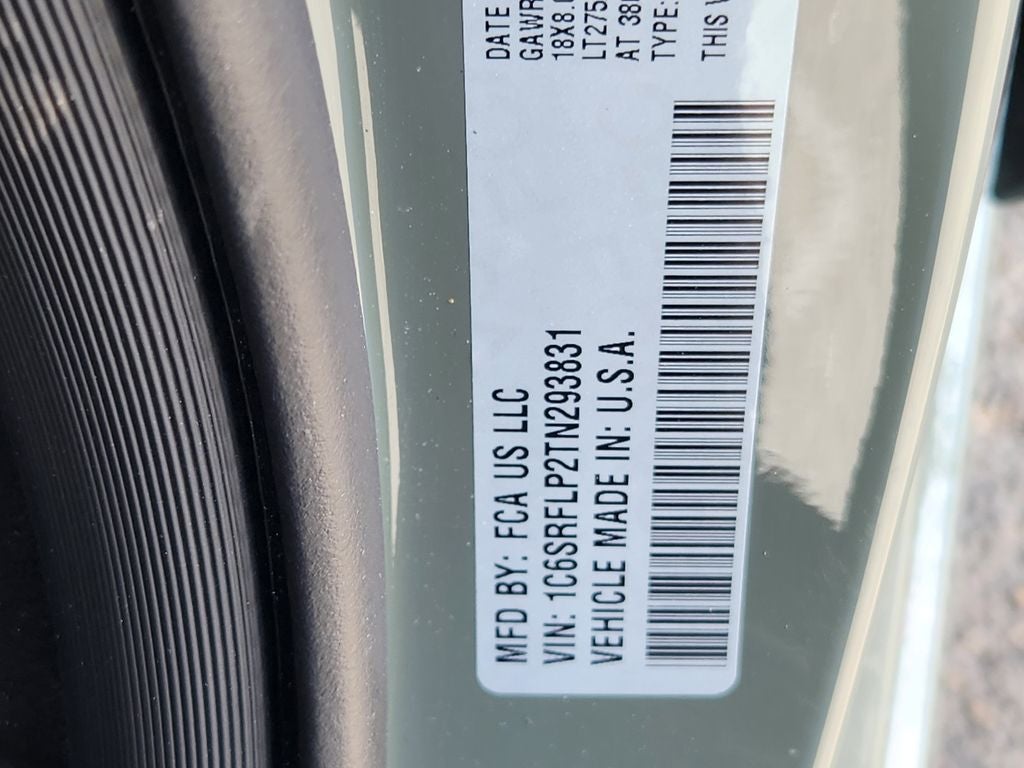 MFD BY: FCA US LLC
VIN: 1C6SRFLP2TN293831
VEHICLE MADE IN: U.S.A.
DATE
GAWR
18X8.
LT275
AT 38
TYPE:
THIS